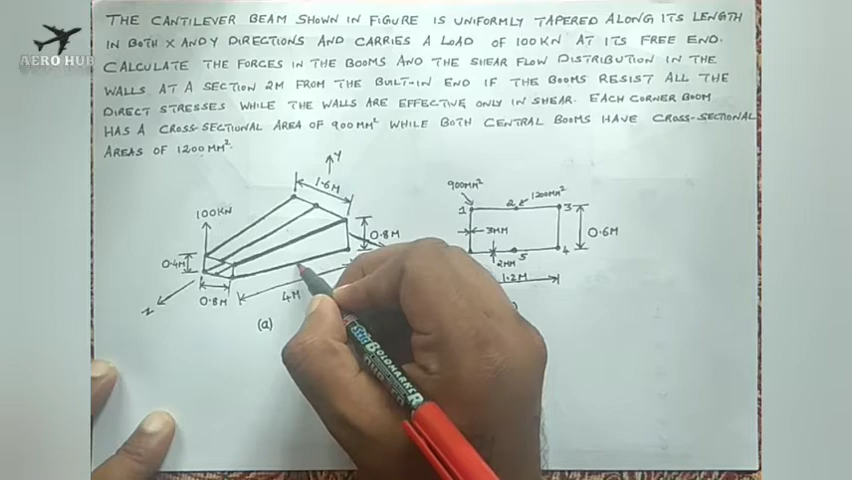 THE CANTILEVER BEAM SHOWN IN FIGURE IS UNIFORMLY TAPERED ALONG ITS LENGTH
IN BOTH X AND Y DIRECTIONS AND CARRIES A LOAD OF 100KN AT ITS FREE END.
CALCULATE THE FORCES IN THE BOOMS AND THE SHEAR FLOW DISTRIBUTION IN THE
WALLS AT A SECTION 2M FROM THE BUILT-IN END IF THE BOOMS RESIST ALL THE
DIRECT STRESSES WHILE THE WALLS ARE EFFECTIVE ONLY IN SHEAR. EACH CORNER BOOM
HAS A CROSS-SECTIONAL AREA OF 900MM² WHILE BOTH CENTRAL BOOMS HAVE CROSS-SECTIONAL
AREAS OF 1200MM².
AERO HUB
Y
1.6M
100KN
0.8M
0.4M
0.8M
4M
Z
(a)
900MM²
1200MM²
1
2
3
3MM
0.6M
4
2MM
5
1.2M